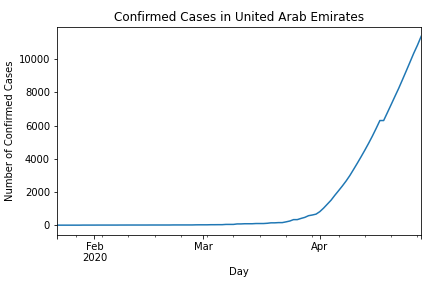 Confirmed Cases in United Arab Emirates
Number of Confirmed Cases
10000
8000
6000
4000
2000
0
Feb
2020
Mar
Apr
Day